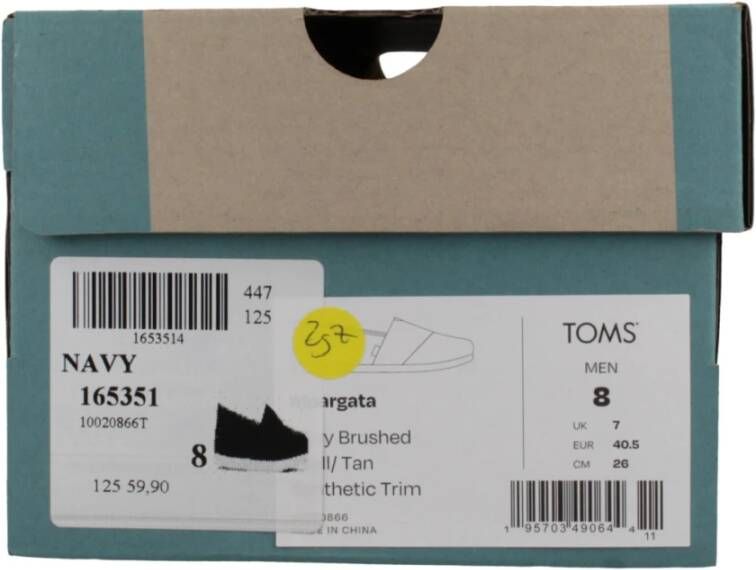 447
125
1653514
NAVY
165351
10020866T
8
125 59,90
argata
y Brushed
ll/ Tan
thetic Trim
0866
E IN CHINA
TOMS
MEN
8
UK 7
EUR 40.5
CM 26
1 95703 49064 4
11